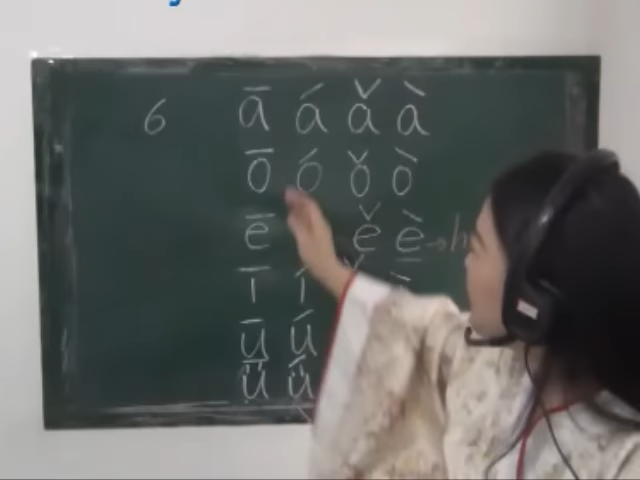 6 ā á ǎ à
ō ó ǒ ò
ē ě è → h
ī í
ū ú
ǖ ǘ